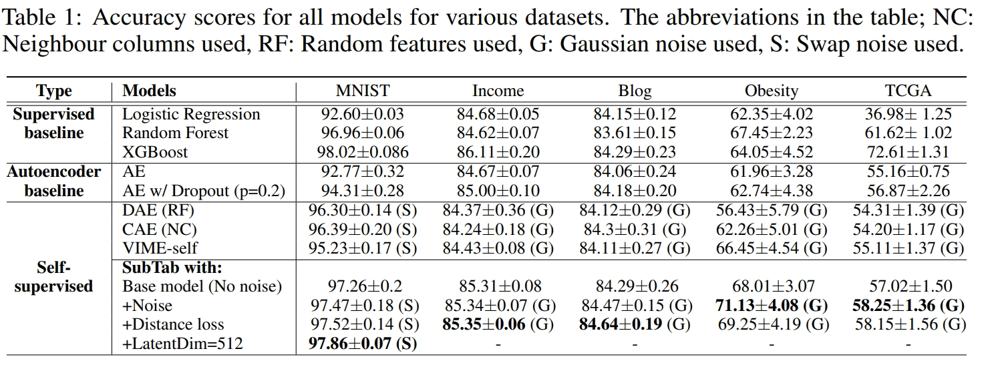 Table 1: Accuracy scores for all models for various datasets. The abbreviations in the table; NC:
Neighbour columns used, RF: Random features used, G: Gaussian noise used, S: Swap noise used.
Type Models MNIST Income Blog Obesity TCGA
Supervised Logistic Regression 92.60±0.03 84.68±0.05 84.15±0.12 62.35±4.02 36.98± 1.25
baseline Random Forest 96.96±0.06 84.62±0.07 83.61±0.15 67.45±2.23 61.62± 1.02
XGBoost 98.02±0.086 86.11±0.20 84.29±0.23 64.05±4.52 72.61±1.31
Autoencoder AE 92.77±0.32 84.67±0.07 84.06±0.24 61.96±3.28 55.16±0.75
baseline AE w/ Dropout (p=0.2) 94.31±0.28 85.00±0.10 84.18±0.20 62.74±4.38 56.87±2.26
DAE (RF) 96.30±0.14 (S) 84.37±0.36 (G) 84.12±0.29 (G) 56.43±5.79 (G) 54.31±1.39 (G)
CAE (NC) 96.39±0.20 (S) 84.24±0.18 (G) 84.3±0.31 (G) 62.26±5.01 (G) 54.20±1.17 (G)
VIME-self 95.23±0.17 (S) 84.43±0.08 (G) 84.11±0.27 (G) 66.45±4.54 (G) 55.11±1.37 (G)
Self- SubTab with:
supervised Base model (No noise) 97.26±0.2 85.31±0.08 84.29±0.26 68.01±3.07 57.02±1.50
+Noise 97.47±0.18 (S) 85.34±0.07 (G) 84.47±0.15 (G) 71.13±4.08 (G) 58.25±1.36 (G)
+Distance loss 97.52±0.14 (S) 85.35±0.06 (G) 84.64±0.19 (G) 69.25±4.19 (G) 58.15±1.56 (G)
+LatentDim=512 97.86±0.07 (S) - - - -